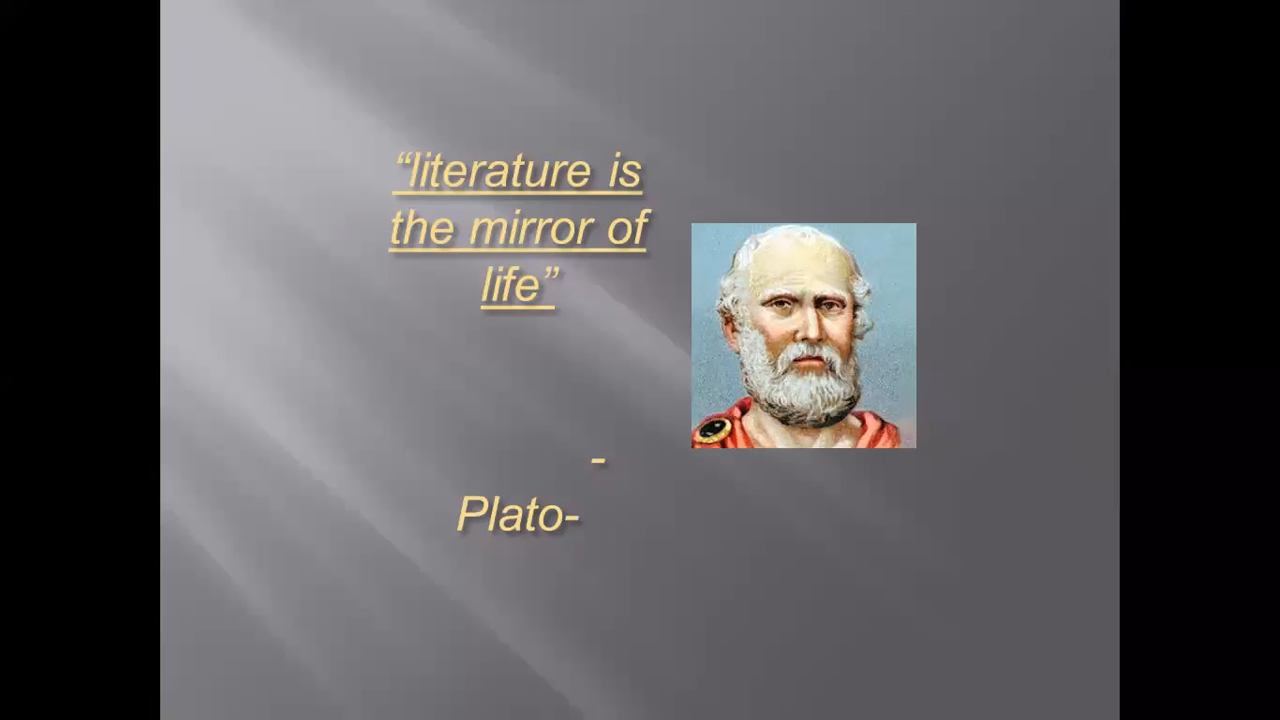 “literature is
the mirror of
life”
-
Plato-